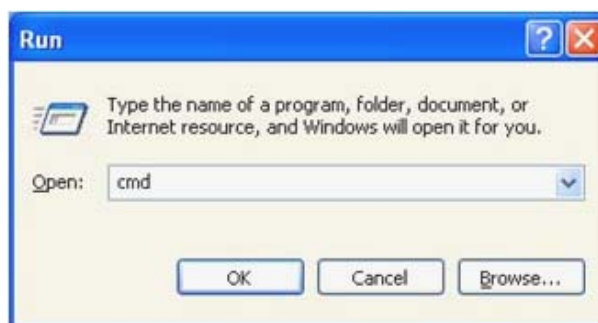 Run
Type the name of a program, folder, document, or
Internet resource, and Windows will open it for you.
Open: cmd
OK Cancel Browse...